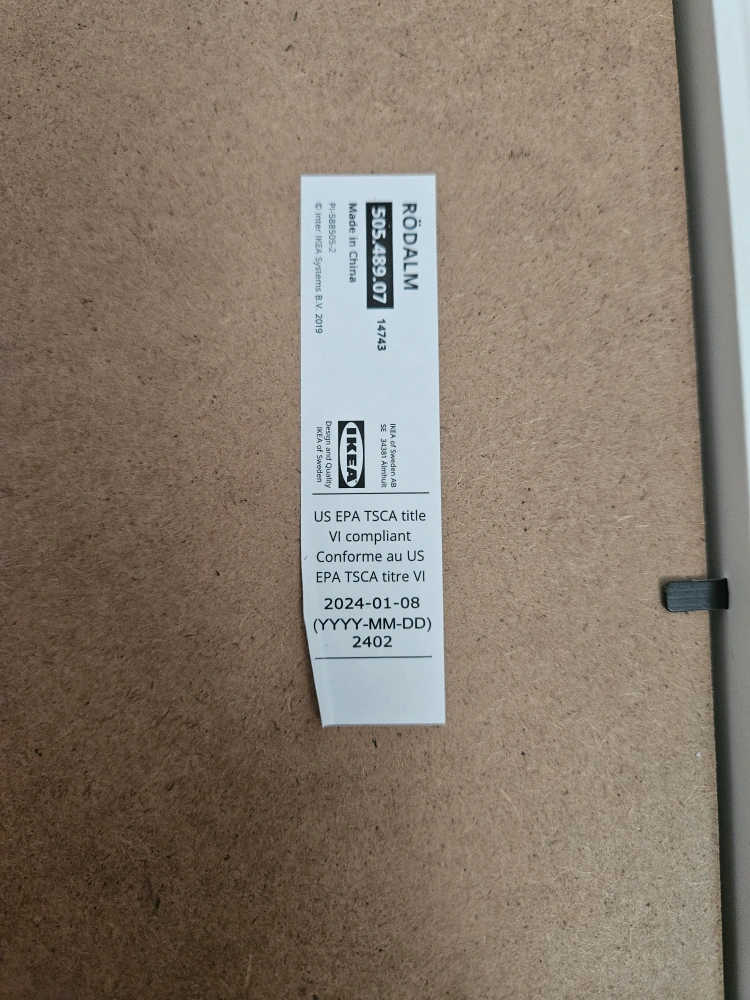 RÖDALM
505.489.07 14743
Made in China
PI-588505-2
© Inter IKEA Systems B.V. 2019
IKEA of Sweden AB
SE 34381 Älmhult
IKEA
Design and Quality
IKEA of Sweden
US EPA TSCA title
VI compliant
Conforme au US
EPA TSCA titre VI
2024-01-08
(YYYY-MM-DD)
2402